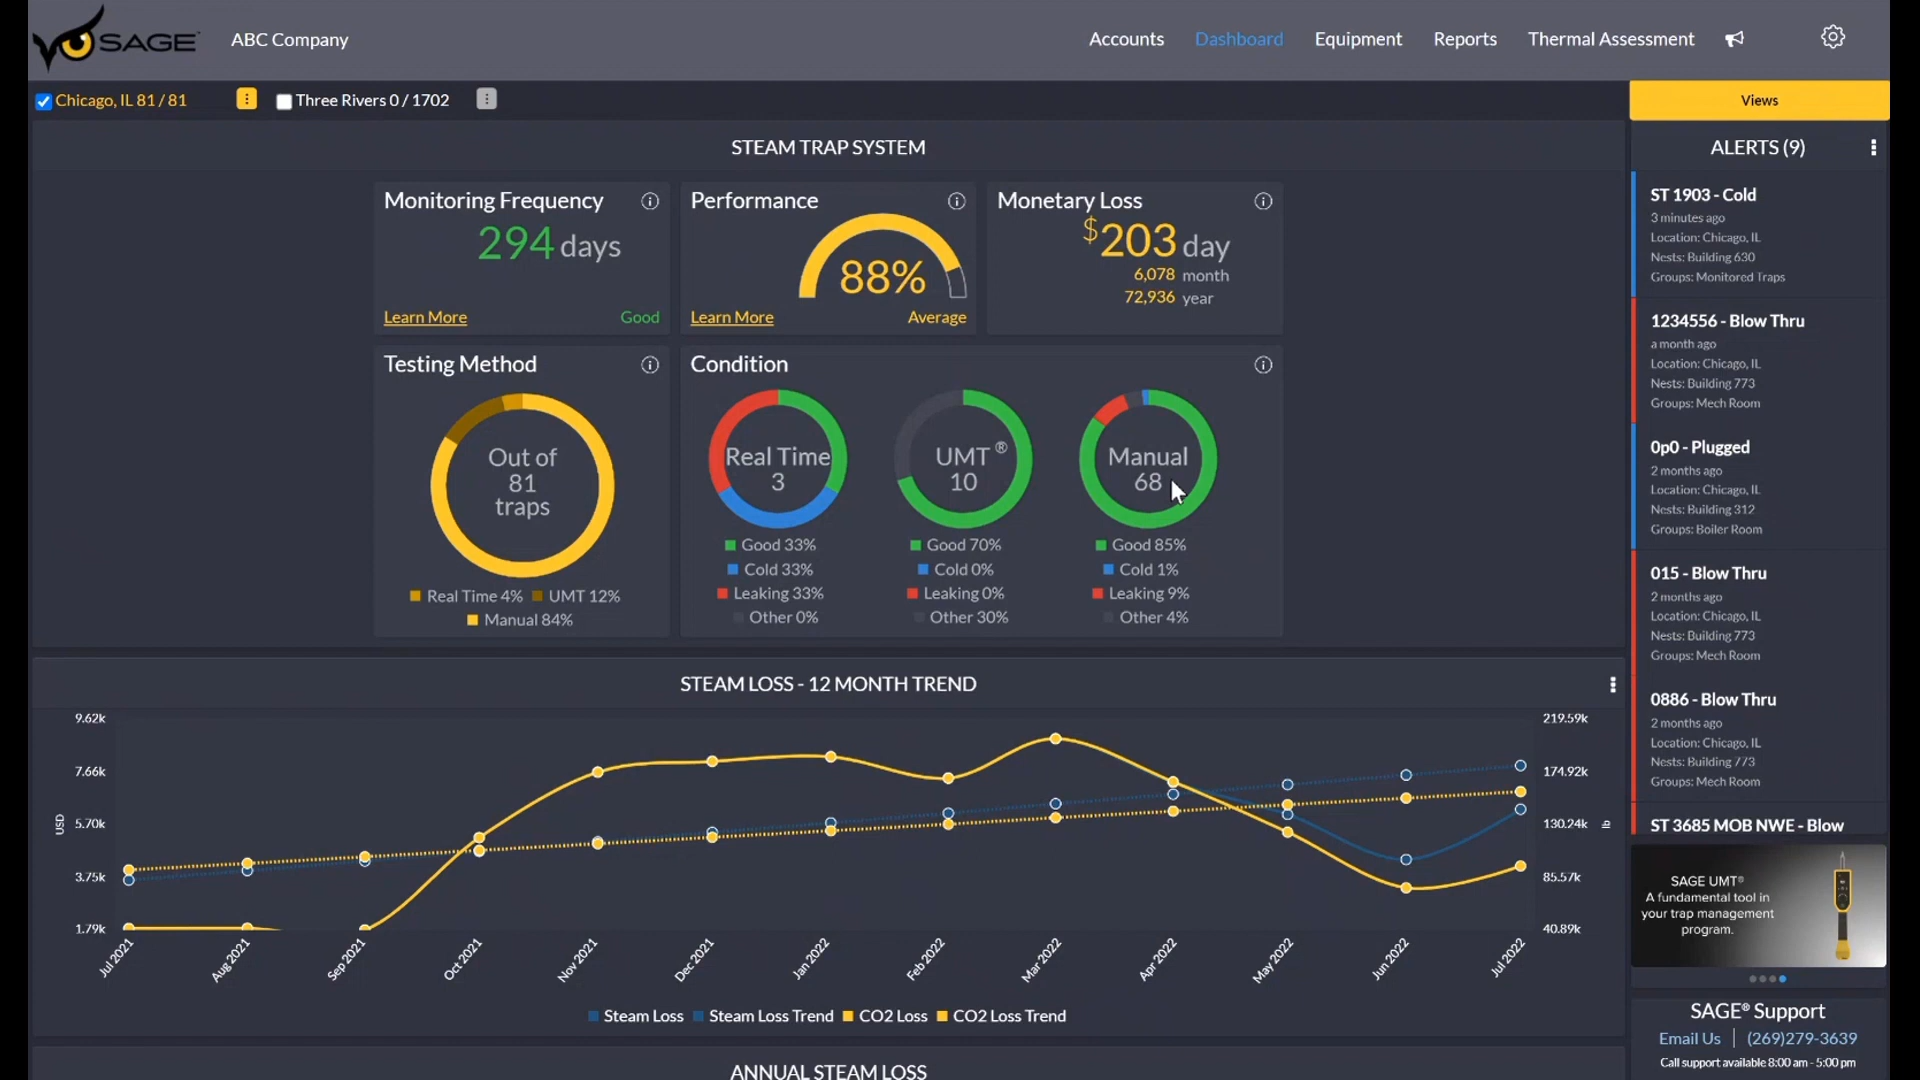 SAGE
ABC Company
Accounts
Dashboard
Equipment
Reports
Thermal Assessment
Chicago, IL 81 / 81
Three Rivers 0 / 1702
Views
STEAM TRAP SYSTEM
Monitoring Frequency
294 days
Learn More
Good
Performance
88%
Learn More
Average
Monetary Loss
$203 day
6,078 month
72,936 year
Testing Method
Out of
81
traps
Real Time 4%
UMT 12%
Manual 84%
Condition
Real Time
3
Good 33%
Cold 33%
Leaking 33%
Other 0%
UMT ®
10
Good 70%
Cold 0%
Leaking 0%
Other 30%
Manual
68
Good 85%
Cold 1%
Leaking 9%
Other 4%
STEAM LOSS - 12 MONTH TREND
9.62k
7.66k
5.70k
3.75k
1.79k
USD
219.59k
174.92k
130.24k
85.57k
40.89k
lb
Jul 2021
Aug 2021
Sep 2021
Oct 2021
Nov 2021
Dec 2021
Jan 2022
Feb 2022
Mar 2022
Apr 2022
May 2022
Jun 2022
Jul 2022
Steam Loss
Steam Loss Trend
CO2 Loss
CO2 Loss Trend
ANNUAL STEAM LOSS
ALERTS (9)
ST 1903 - Cold
3 minutes ago
Location: Chicago, IL
Nests: Building 630
Groups: Monitored Traps
1234556 - Blow Thru
a month ago
Location: Chicago, IL
Nests: Building 773
Groups: Mech Room
0p0 - Plugged
2 months ago
Location: Chicago, IL
Nests: Building 312
Groups: Boiler Room
015 - Blow Thru
2 months ago
Location: Chicago, IL
Nests: Building 773
Groups: Mech Room
0886 - Blow Thru
2 months ago
Location: Chicago, IL
Nests: Building 773
Groups: Mech Room
ST 3685 MOB NWE - Blow
SAGE UMT®
A fundamental tool in
your trap management
program.
SAGE® Support
Email Us | (269)279-3639
Call support available 8:00 am - 5:00 pm